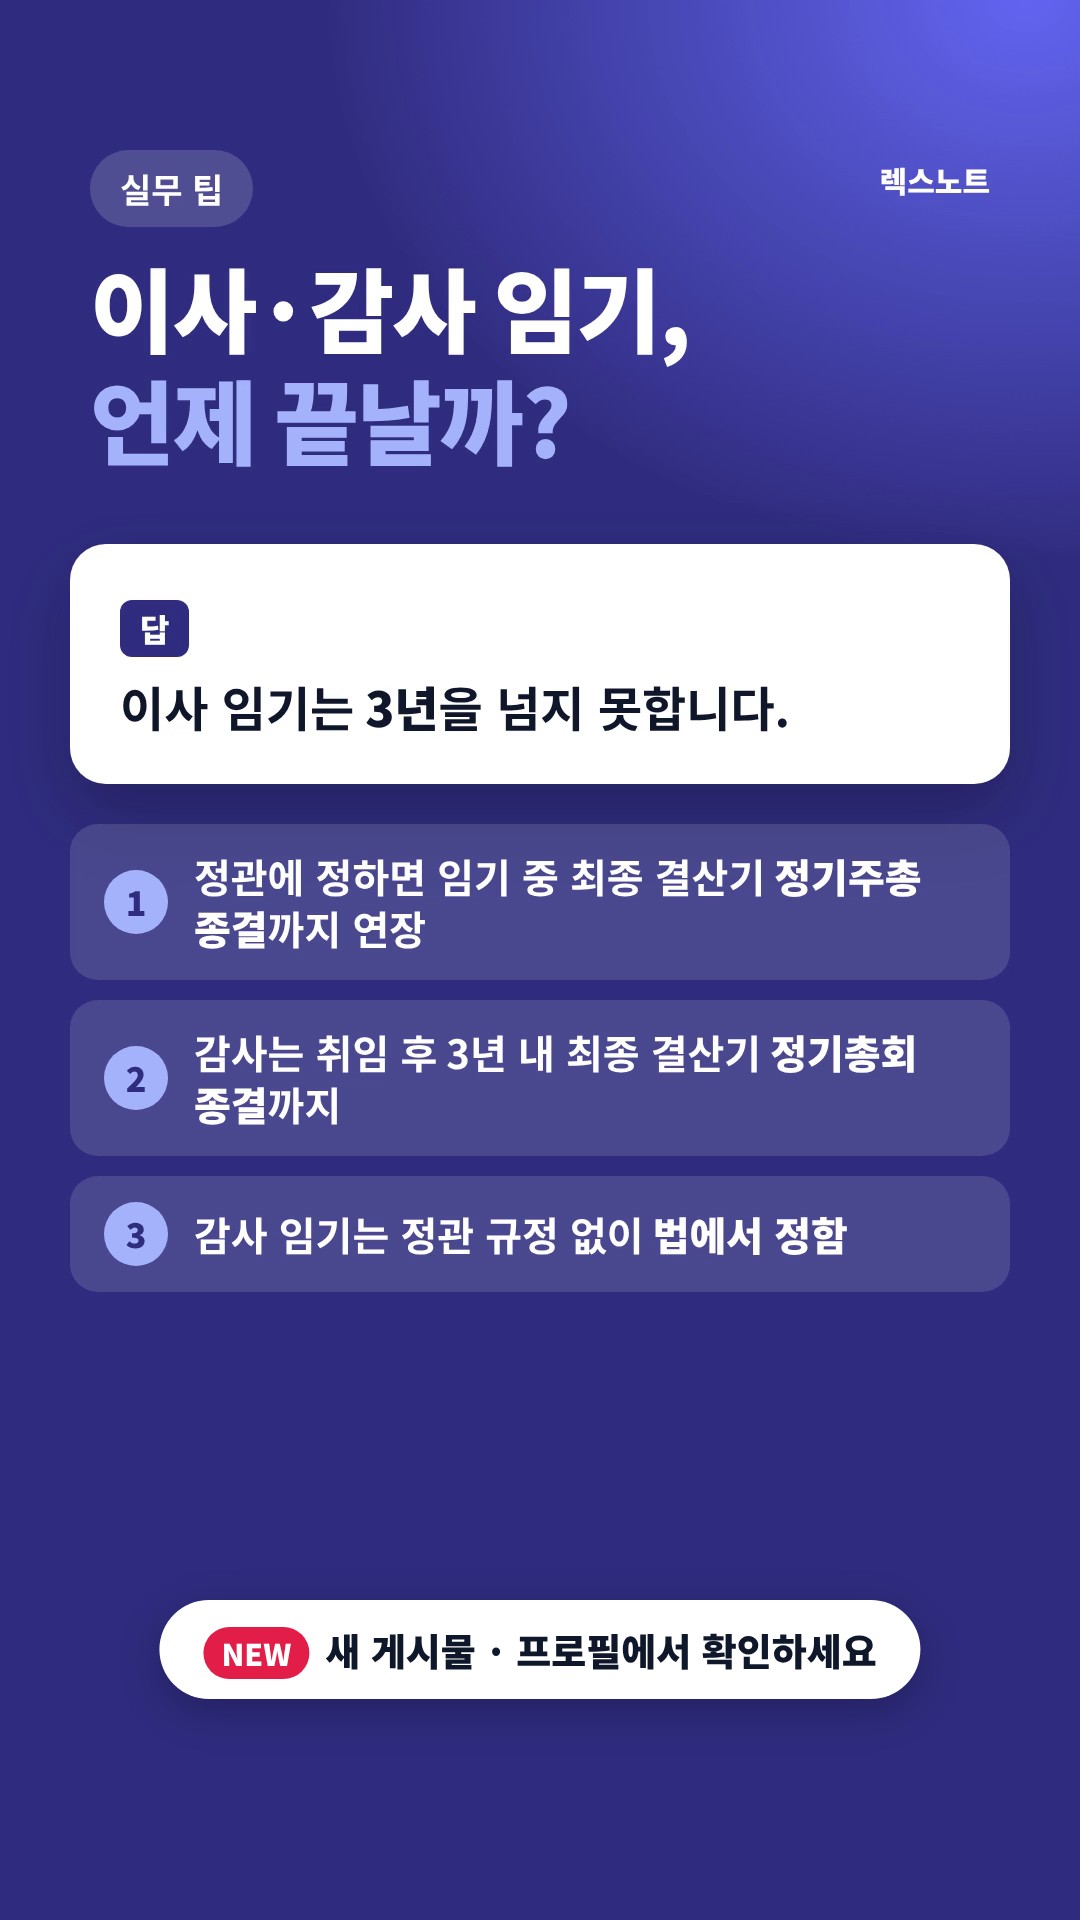 실무 팁
렉스노트
이사·감사 임기,
언제 끝날까?
답
이사 임기는 3년을 넘지 못합니다.
1
정관에 정하면 임기 중 최종 결산기 정기주총
종결까지 연장
2
감사는 취임 후 3년 내 최종 결산기 정기총회
종결까지
3
감사 임기는 정관 규정 없이 법에서 정함
NEW 새 게시물 · 프로필에서 확인하세요